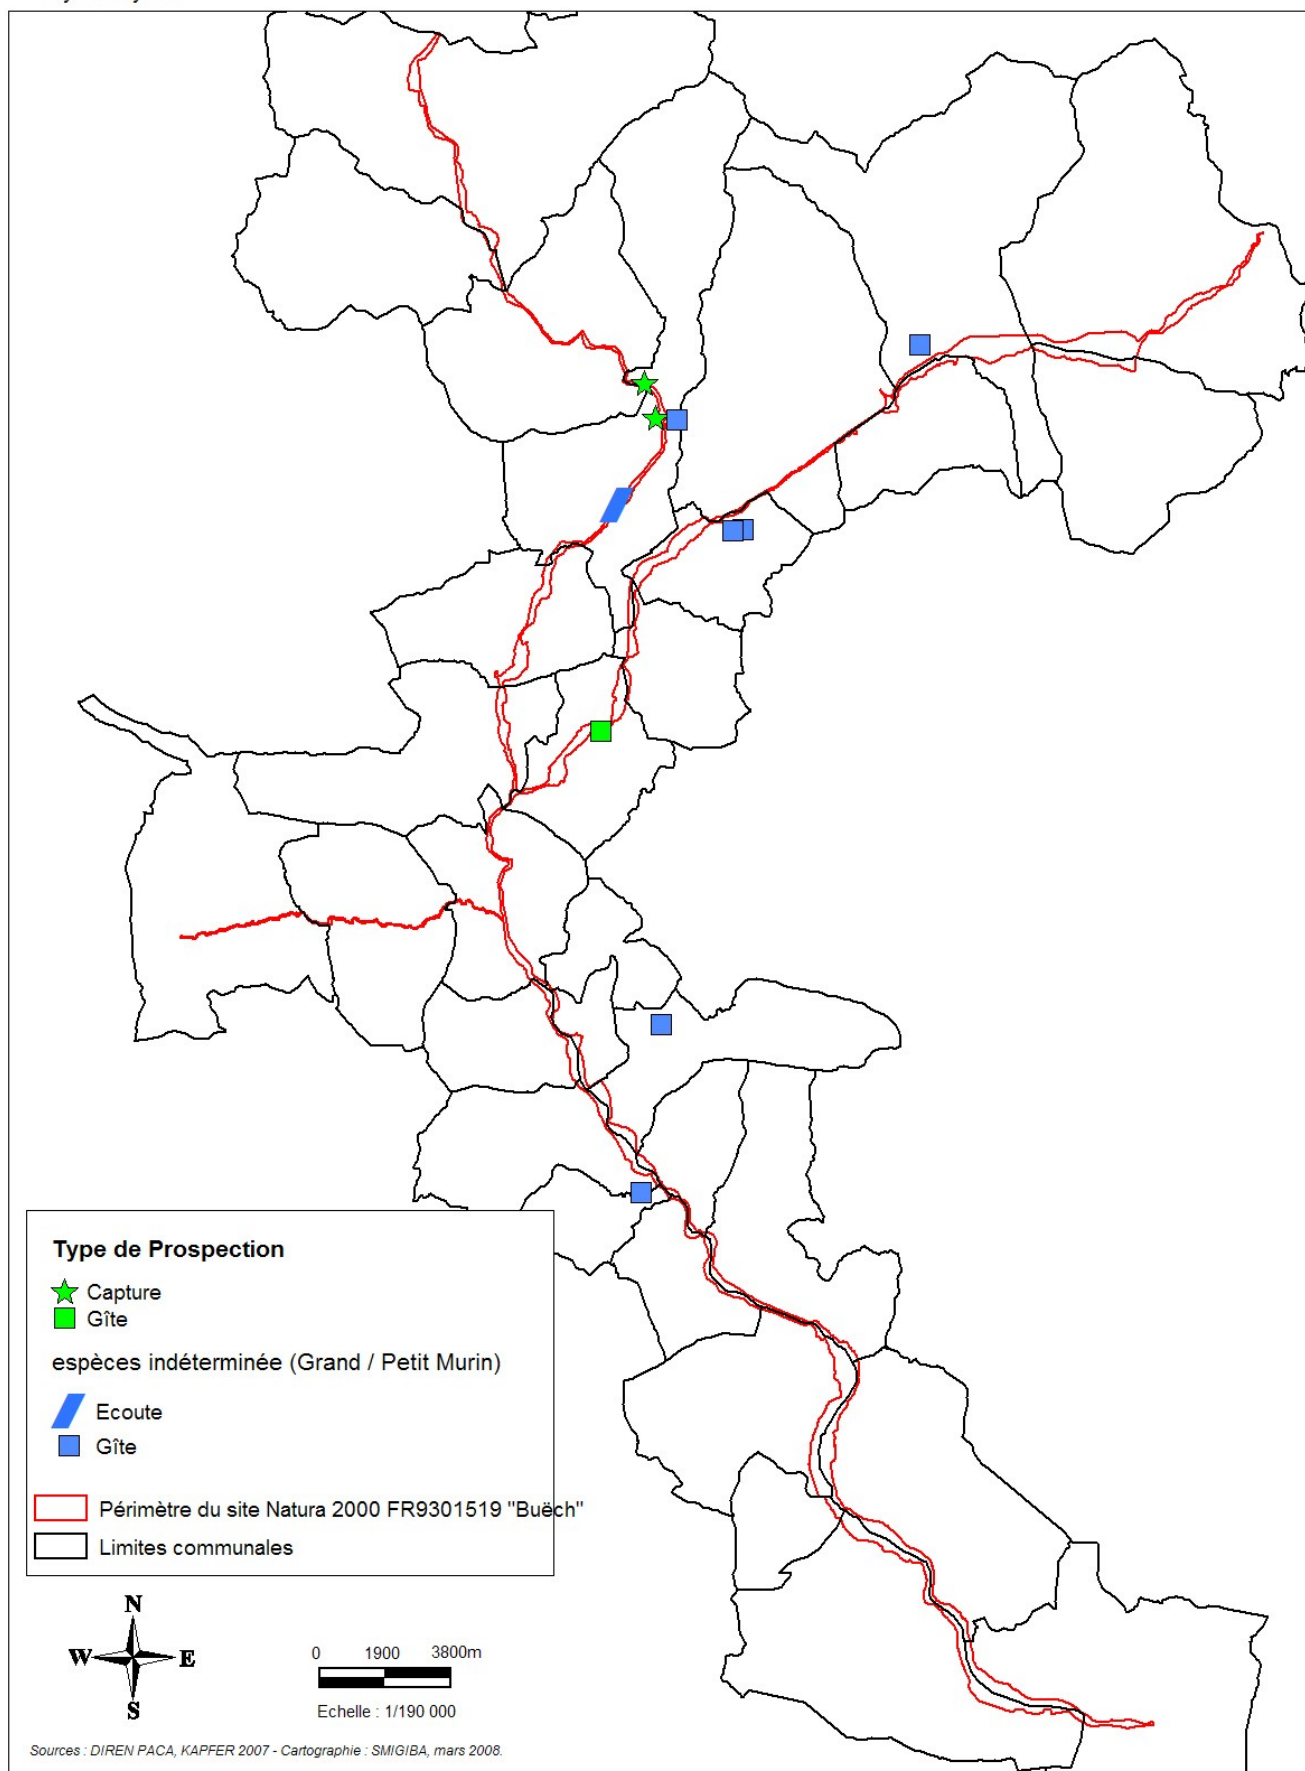 Type de Prospection
Capture
Gîte
espèces indéterminée (Grand / Petit Murin)
Ecoute
Gîte
Périmètre du site Natura 2000 FR9301519 "Buëch"
Limites communales
N
W E
S
0 1900 3800m
Echelle : 1/190 000
Sources : DIREN PACA, KAPFER 2007 - Cartographie : SMIGIBA, mars 2008.